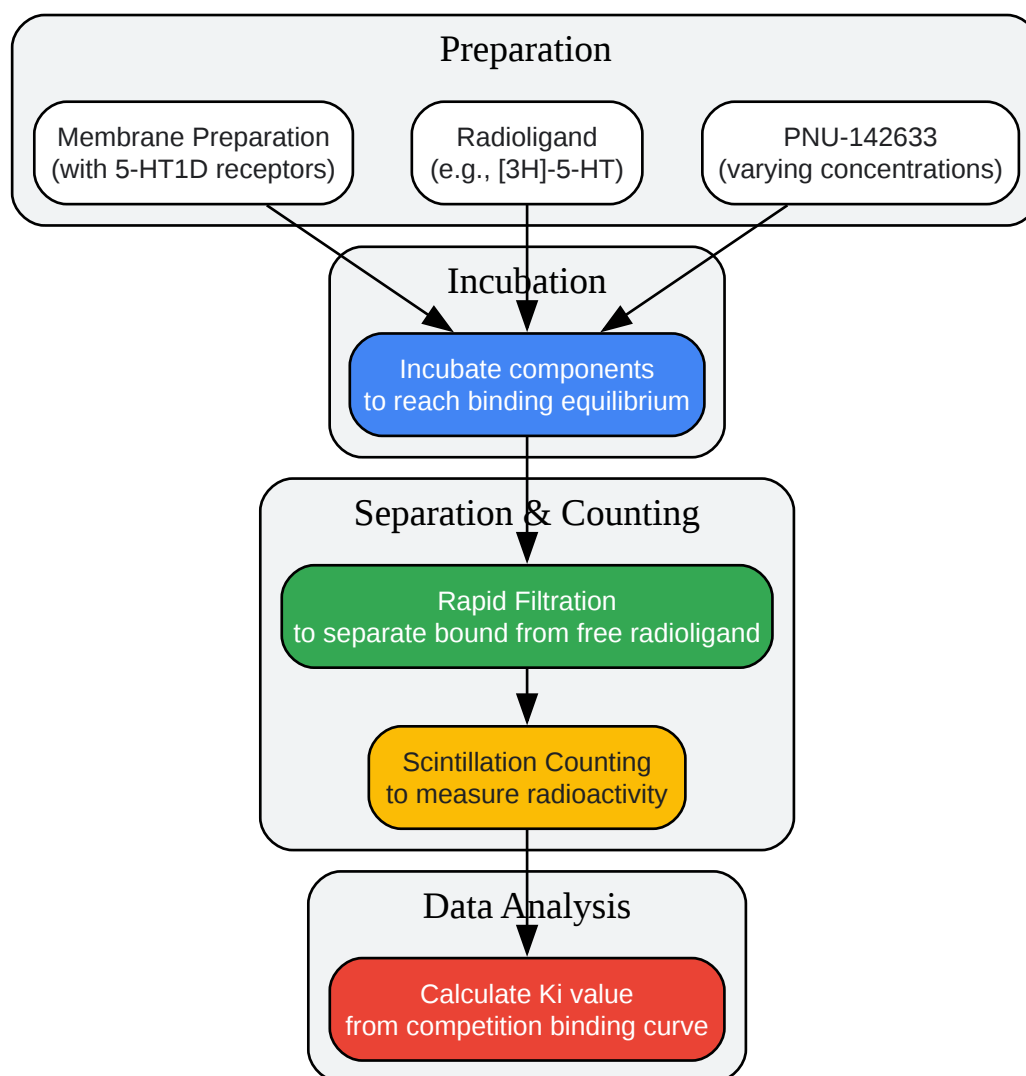 Preparation
Membrane Preparation
(with 5-HT1D receptors)
Radioligand
(e.g., [3H]-5-HT)
PNU-142633
(varying concentrations)
Incubation
Incubate components
to reach binding equilibrium
Separation & Counting
Rapid Filtration
to separate bound from free radioligand
Scintillation Counting
to measure radioactivity
Data Analysis
Calculate Ki value
from competition binding curve